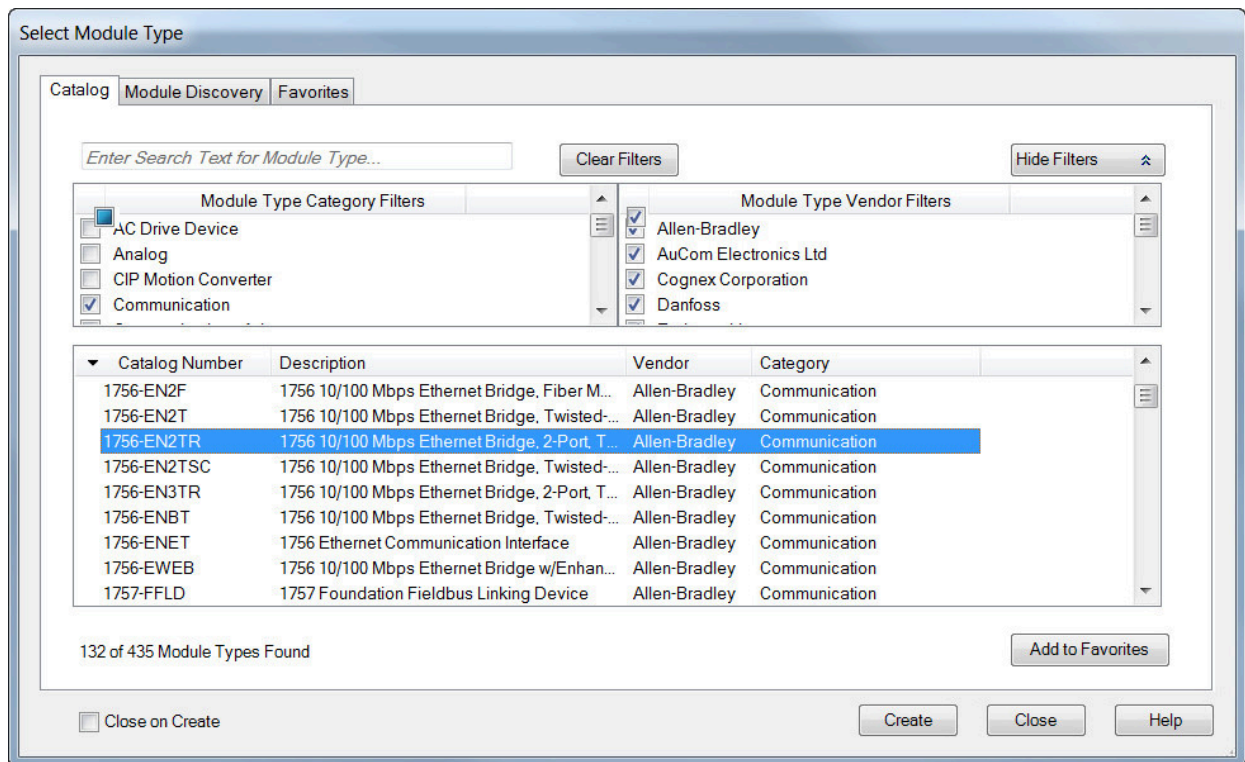 Select Module Type
Catalog Module Discovery Favorites
Enter Search Text for Module Type... Clear Filters Hide Filters
Module Type Category Filters Module Type Vendor Filters
AC Drive Device Allen-Bradley
Analog AuCom Electronics Ltd
CIP Motion Converter Cognex Corporation
Communication Danfoss
Catalog Number Description Vendor Category
1756-EN2F 1756 10/100 Mbps Ethernet Bridge, Fiber M... Allen-Bradley Communication
1756-EN2T 1756 10/100 Mbps Ethernet Bridge, Twisted-... Allen-Bradley Communication
1756-EN2TR 1756 10/100 Mbps Ethernet Bridge, 2-Port, T... Allen-Bradley Communication
1756-EN2TSC 1756 10/100 Mbps Ethernet Bridge, Twisted-... Allen-Bradley Communication
1756-EN3TR 1756 10/100 Mbps Ethernet Bridge, 2-Port, T... Allen-Bradley Communication
1756-ENBT 1756 10/100 Mbps Ethernet Bridge, Twisted-... Allen-Bradley Communication
1756-ENET 1756 Ethernet Communication Interface Allen-Bradley Communication
1756-EWEB 1756 10/100 Mbps Ethernet Bridge w/Enhan... Allen-Bradley Communication
1757-FFLD 1757 Foundation Fieldbus Linking Device Allen-Bradley Communication
132 of 435 Module Types Found Add to Favorites
Close on Create Create Close Help